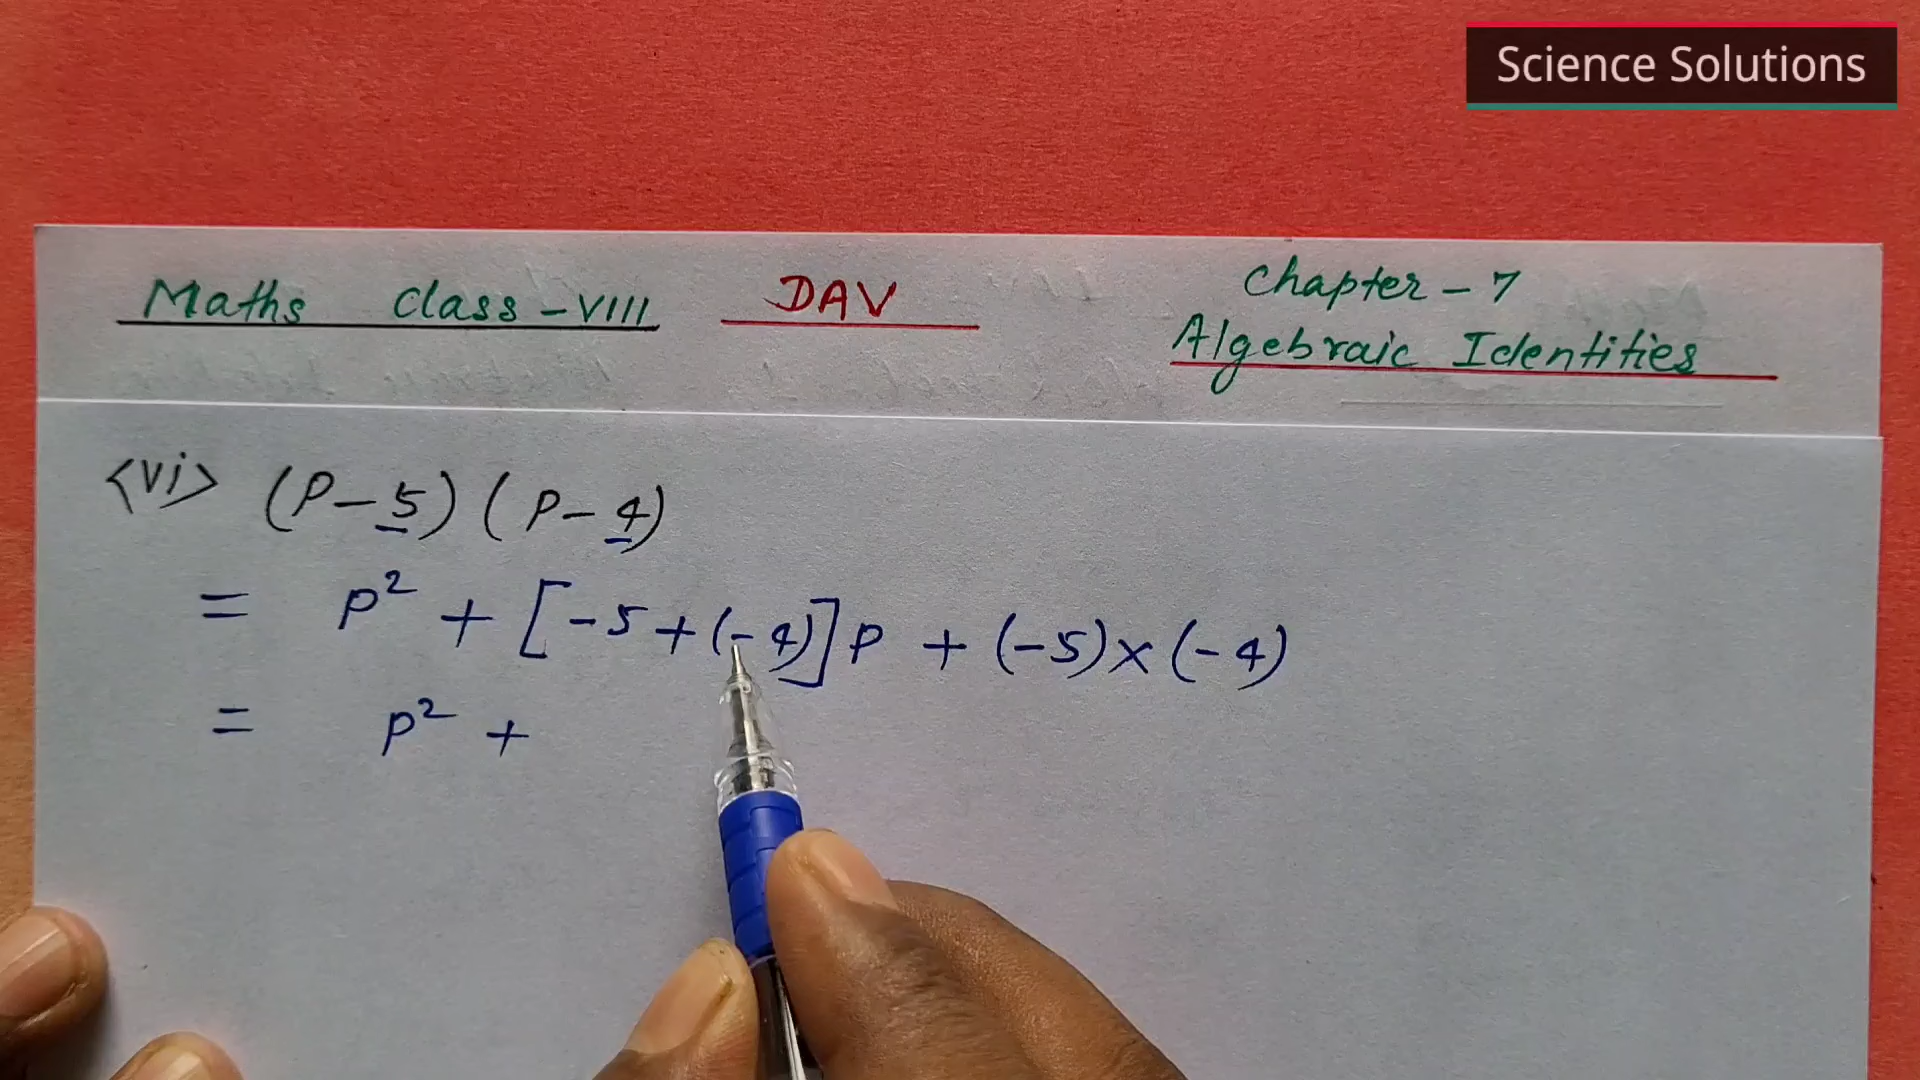 Science Solutions
Maths Class-VIII DAV Chapter-7
Algebraic Identities
<vi> (P-5)(P-4)
= P² + [-5+(-4)]P + (-5)×(-4)
= P² +